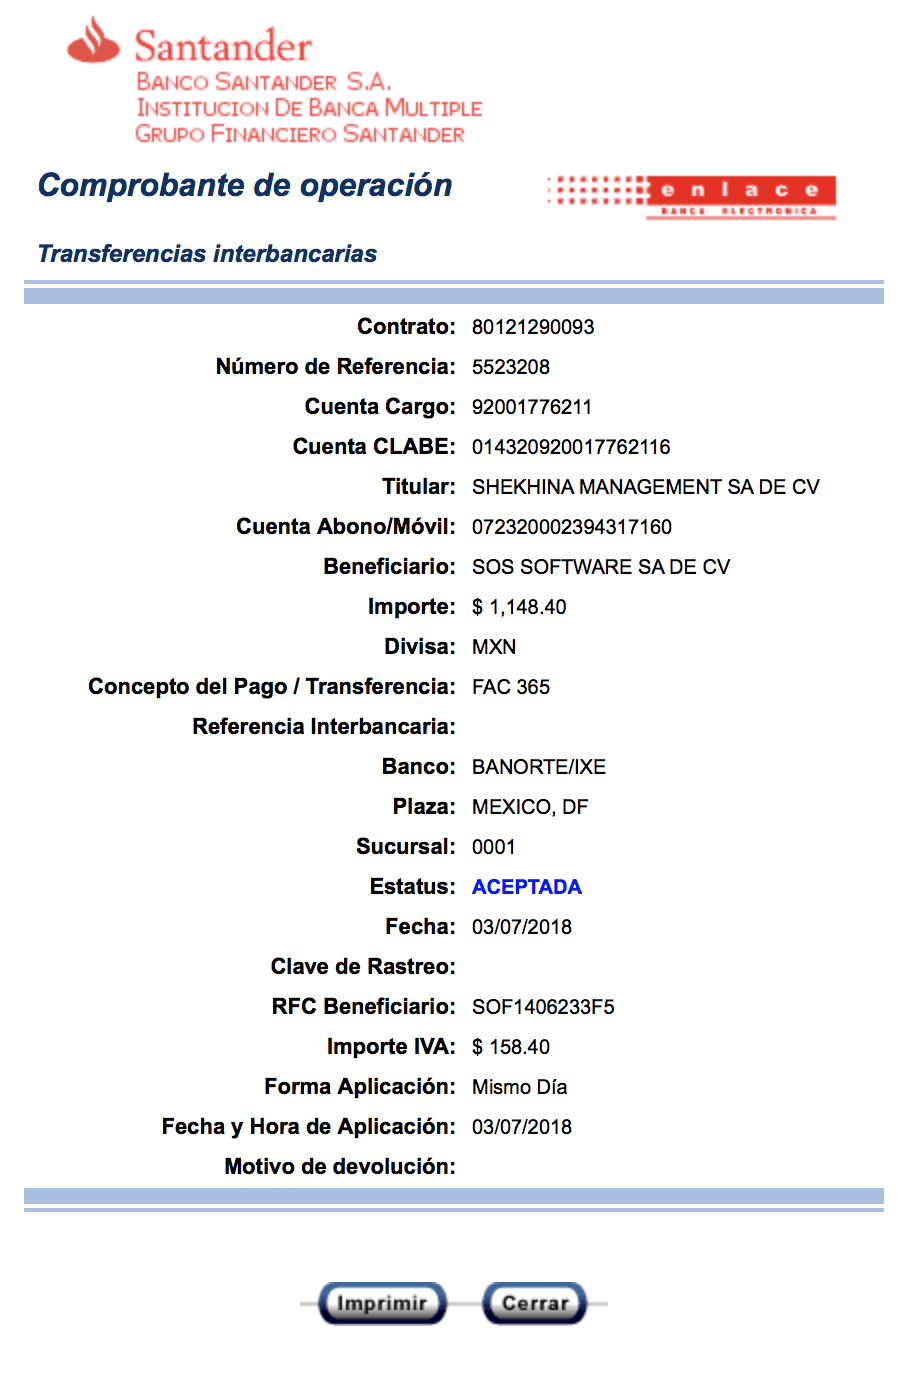 Santander
BANCO SANTANDER S.A.
INSTITUCION DE BANCA MULTIPLE
GRUPO FINANCIERO SANTANDER
Comprobante de operación
enlace
BANCA ELECTRONICA
Transferencias interbancarias
Contrato: 80121290093
Número de Referencia: 5523208
Cuenta Cargo: 92001776211
Cuenta CLABE: 014320920017762116
Titular: SHEKHINA MANAGEMENT SA DE CV
Cuenta Abono/Móvil: 072320002394317160
Beneficiario: SOS SOFTWARE SA DE CV
Importe: $ 1,148.40
Divisa: MXN
Concepto del Pago / Transferencia: FAC 365
Referencia Interbancaria:
Banco: BANORTE/IXE
Plaza: MEXICO, DF
Sucursal: 0001
Estatus: ACEPTADA
Fecha: 03/07/2018
Clave de Rastreo:
RFC Beneficiario: SOF1406233F5
Importe IVA: $ 158.40
Forma Aplicación: Mismo Día
Fecha y Hora de Aplicación: 03/07/2018
Motivo de devolución:
Imprimir Cerrar